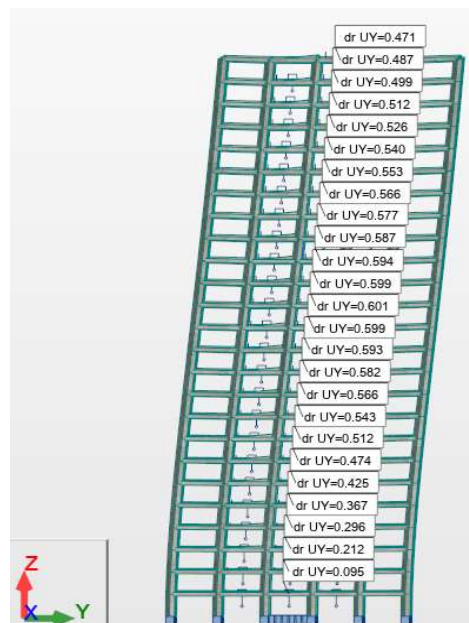 dr UY=0.471
dr UY=0.487
dr UY=0.499
dr UY=0.512
dr UY=0.526
dr UY=0.540
dr UY=0.553
dr UY=0.566
dr UY=0.577
dr UY=0.587
dr UY=0.594
dr UY=0.599
dr UY=0.601
dr UY=0.599
dr UY=0.593
dr UY=0.582
dr UY=0.566
dr UY=0.543
dr UY=0.512
dr UY=0.474
dr UY=0.425
dr UY=0.367
dr UY=0.296
dr UY=0.212
dr UY=0.095
Z
X
Y